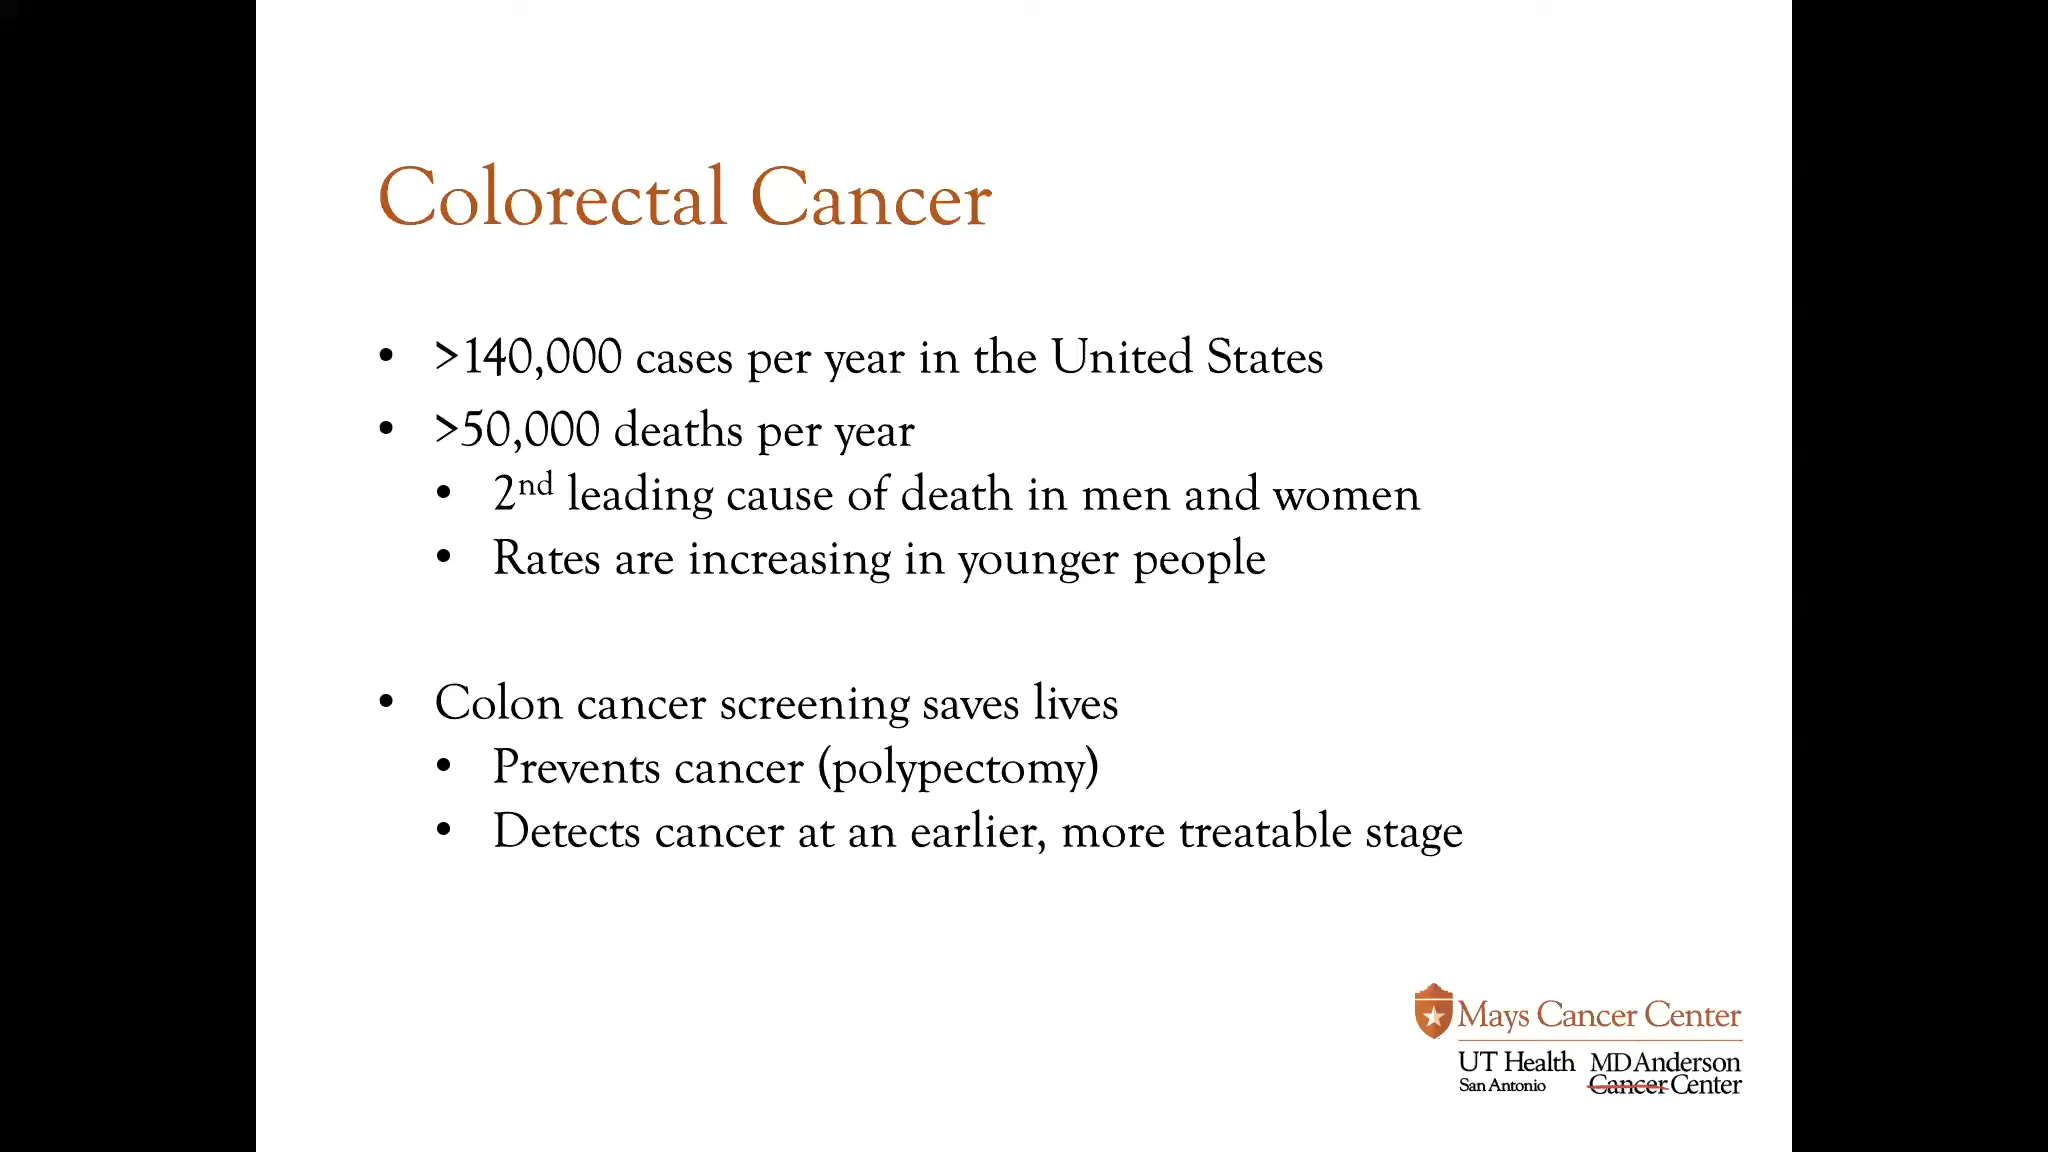 Colorectal Cancer
• >140,000 cases per year in the United States
• >50,000 deaths per year
• 2nd leading cause of death in men and women
• Rates are increasing in younger people
• Colon cancer screening saves lives
• Prevents cancer (polypectomy)
• Detects cancer at an earlier, more treatable stage
Mays Cancer Center
UT Health
San Antonio
MD Anderson
Cancer Center